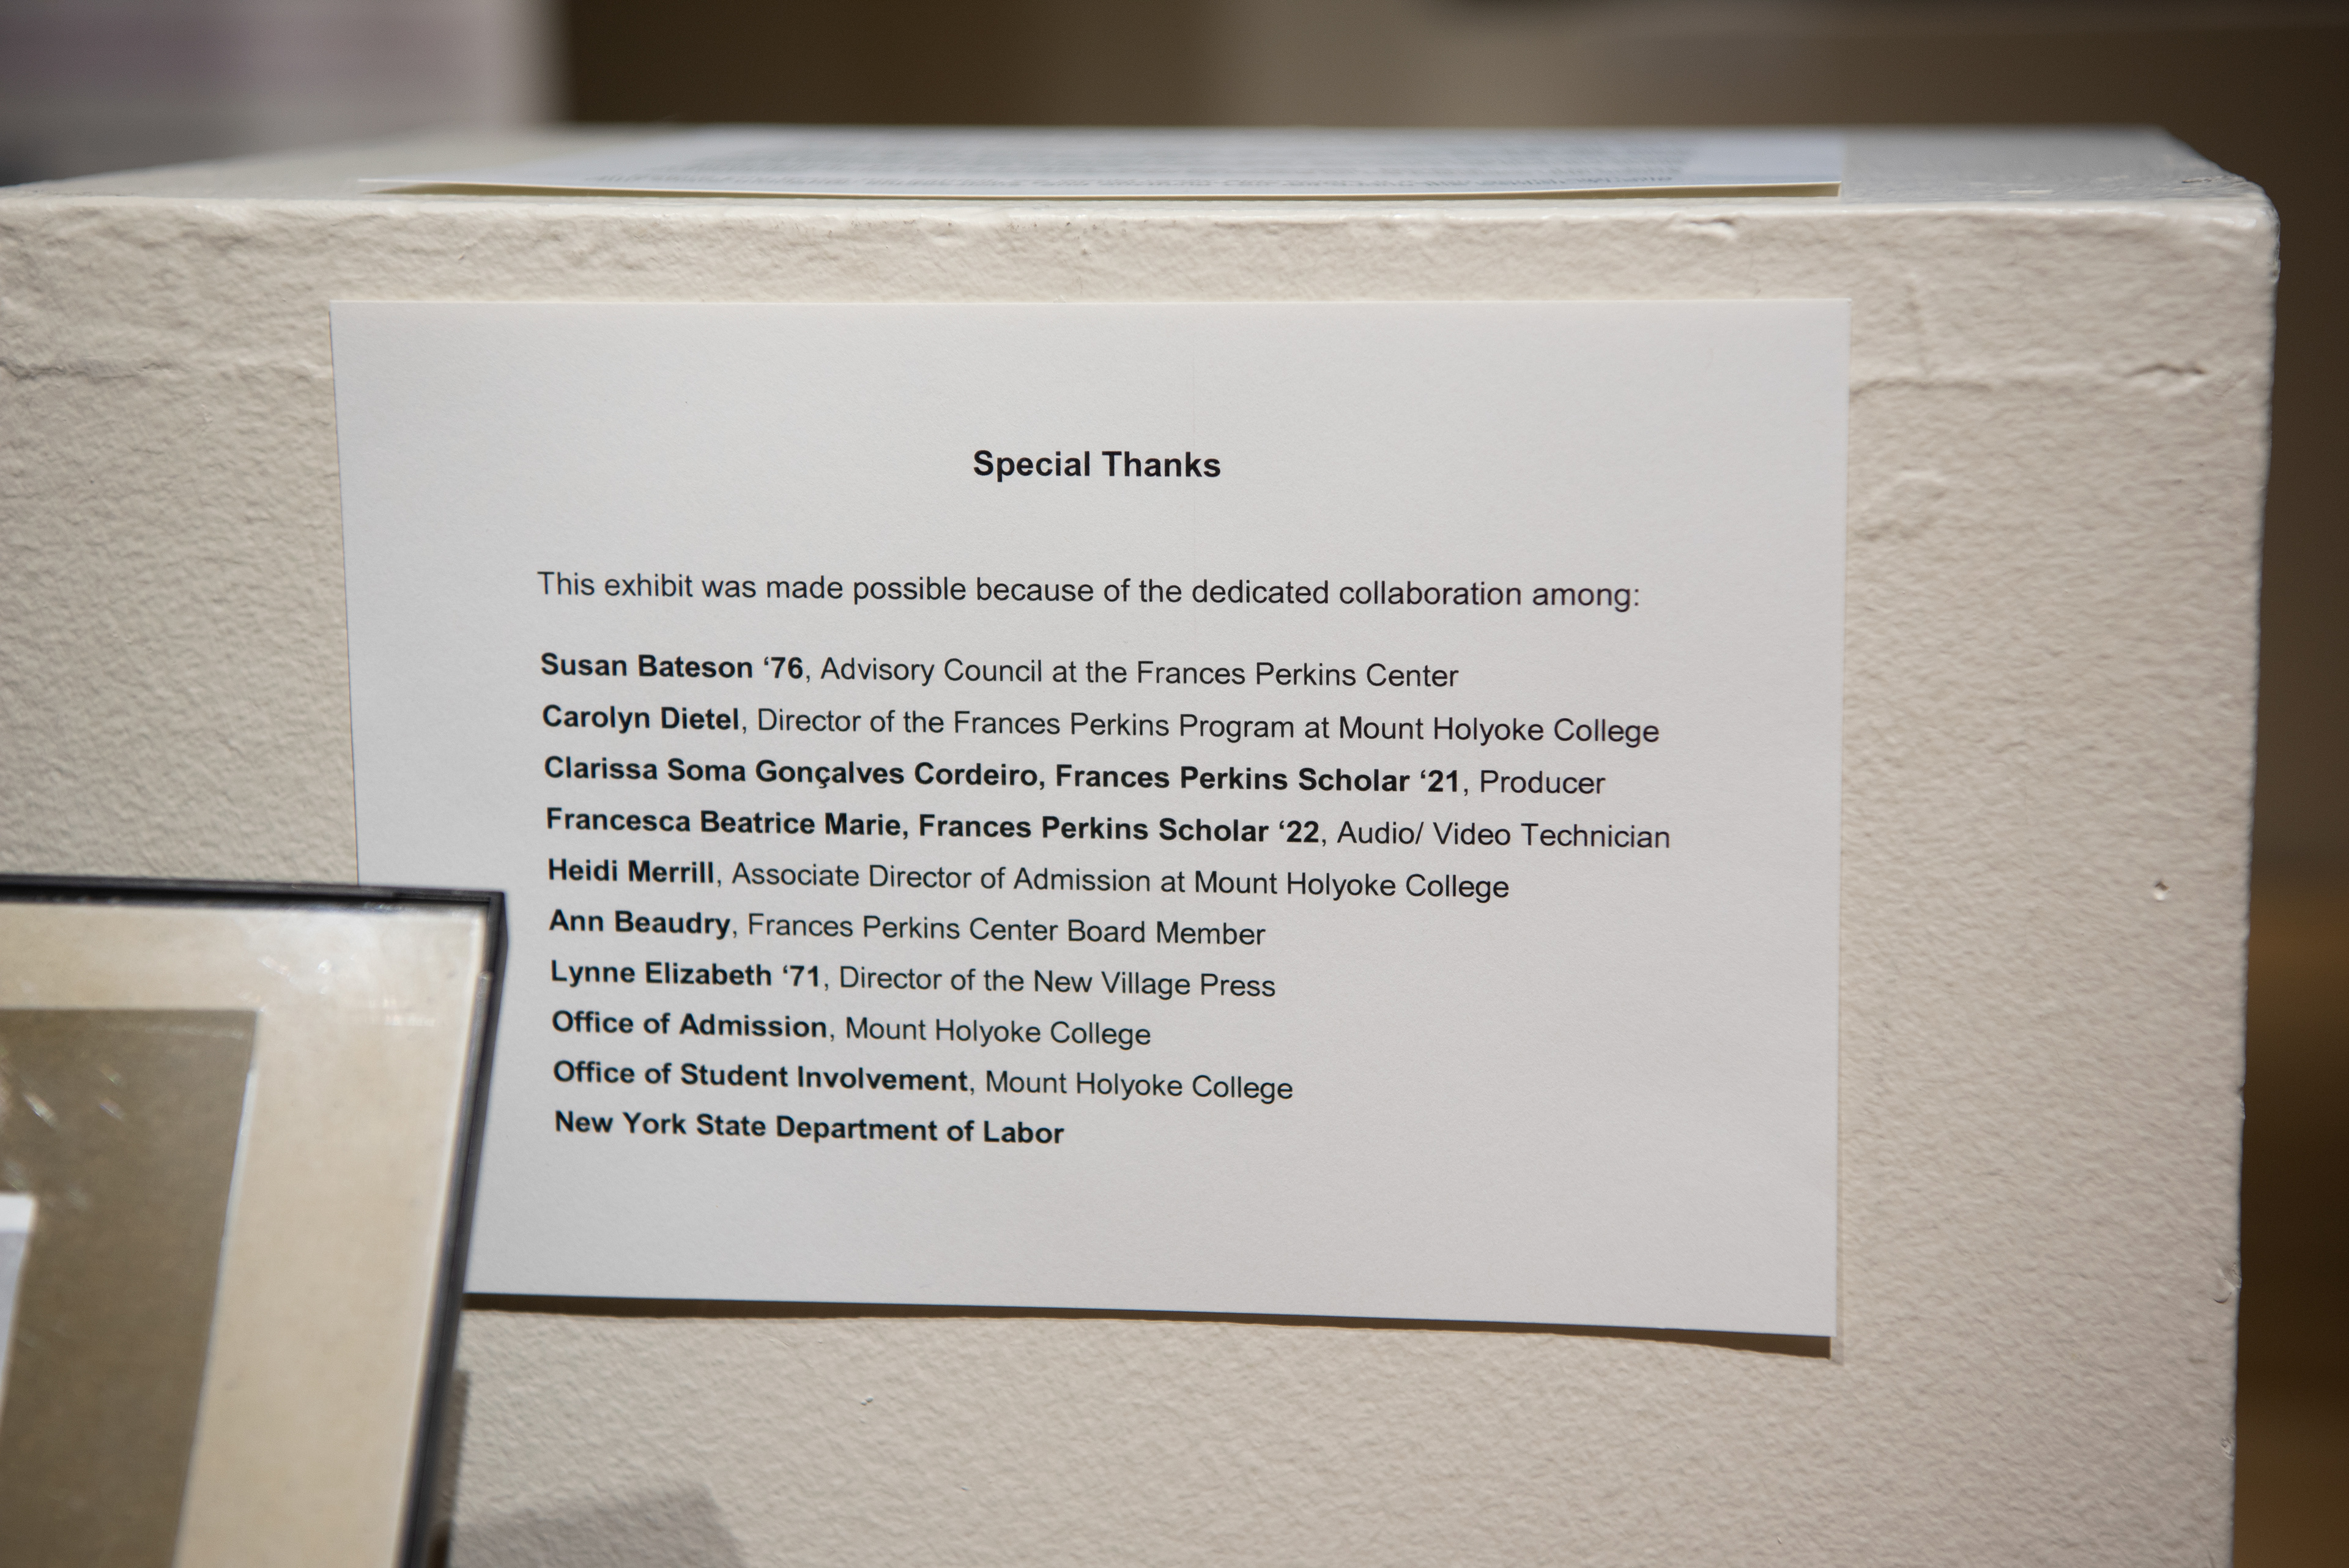 Special Thanks
This exhibit was made possible because of the dedicated collaboration among:
Susan Bateson ‘76, Advisory Council at the Frances Perkins Center
Carolyn Dietel, Director of the Frances Perkins Program at Mount Holyoke College
Clarissa Soma Gonçalves Cordeiro, Frances Perkins Scholar ‘21, Producer
Francesca Beatrice Marie, Frances Perkins Scholar ‘22, Audio/ Video Technician
Heidi Merrill, Associate Director of Admission at Mount Holyoke College
Ann Beaudry, Frances Perkins Center Board Member
Lynne Elizabeth ‘71, Director of the New Village Press
Office of Admission, Mount Holyoke College
Office of Student Involvement, Mount Holyoke College
New York State Department of Labor